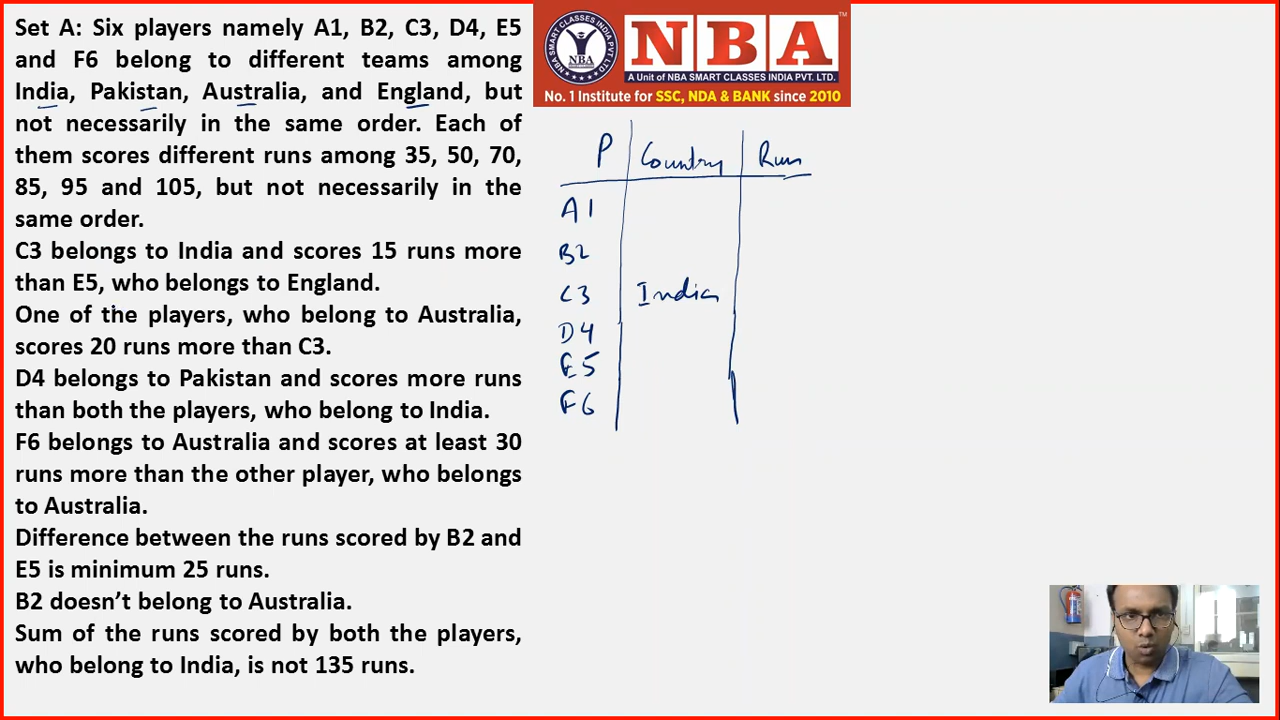 Set A: Six players namely A1, B2, C3, D4, E5
and F6 belong to different teams among
India, Pakistan, Australia, and England, but
not necessarily in the same order. Each of
them scores different runs among 35, 50, 70,
85, 95 and 105, but not necessarily in the
same order.
C3 belongs to India and scores 15 runs more
than E5, who belongs to England.
One of the players, who belong to Australia,
scores 20 runs more than C3.
D4 belongs to Pakistan and scores more runs
than both the players, who belong to India.
F6 belongs to Australia and scores at least 30
runs more than the other player, who belongs
to Australia.
Difference between the runs scored by B2 and
E5 is minimum 25 runs.
B2 doesn’t belong to Australia.
Sum of the runs scored by both the players,
who belong to India, is not 135 runs.
NBA
NBA
TM
A Unit of NBA SMART CLASSES INDIA PVT. LTD.
No. 1 Institute for SSC, NDA & BANK since 2010
P Country Run
A1
B2
C3 India
D4
E5
F6